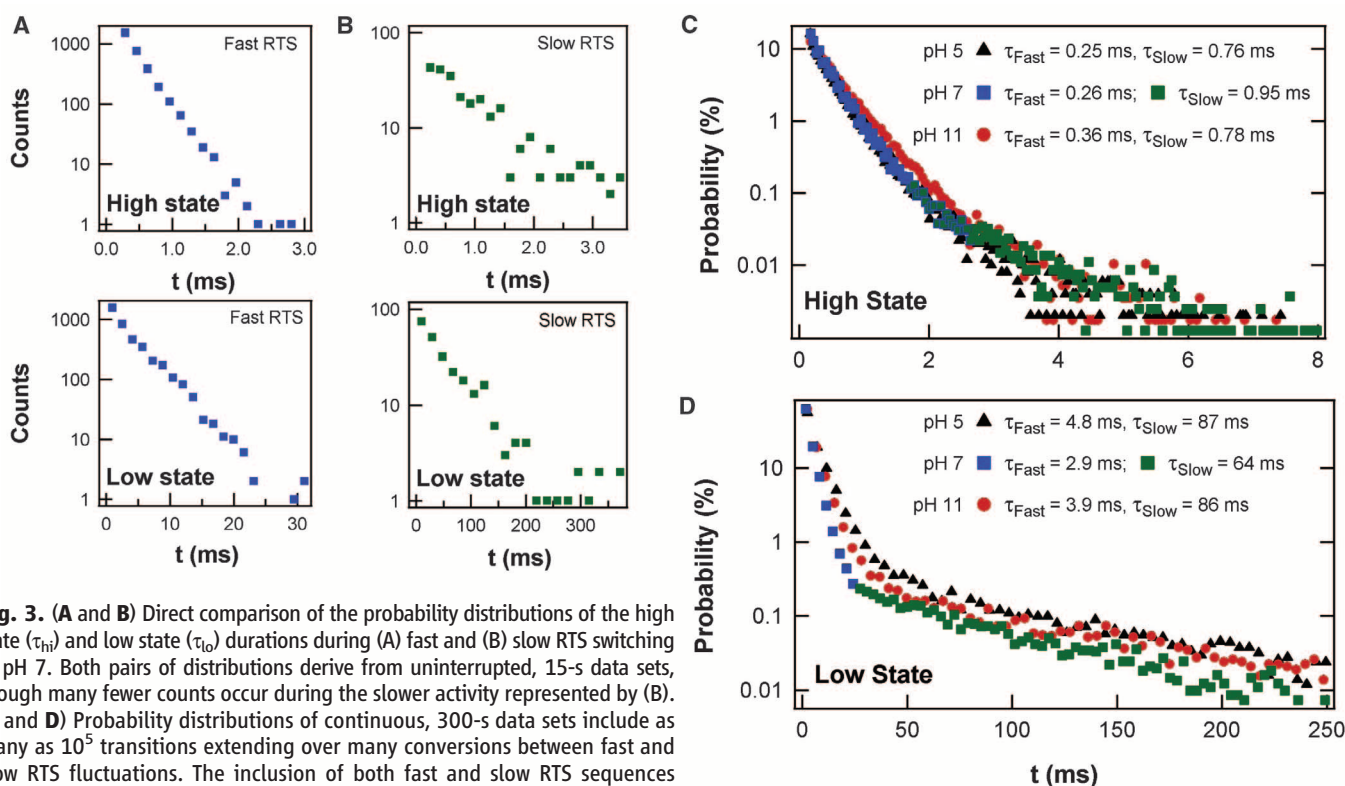 A
B
C
D
1000
100
10
1
Counts
Fast RTS
High state
0.0
1.0
2.0
3.0
t (ms)
100
10
1
Slow RTS
High state
0.0
1.0
2.0
3.0
t (ms)
1000
100
10
1
Counts
Fast RTS
Low state
0
10
20
30
t (ms)
100
10
1
Slow RTS
Low state
0
100
200
300
t (ms)
10
1
0.1
0.01
Probability (%)
pH 5 ▲ τFast = 0.25 ms, τSlow = 0.76 ms
pH 7 ■ τFast = 0.26 ms; ■ τSlow = 0.95 ms
pH 11 ● τFast = 0.36 ms, τSlow = 0.78 ms
High State
0
2
4
6
8
10
1
0.1
0.01
Probability (%)
pH 5 ▲ τFast = 4.8 ms, τSlow = 87 ms
pH 7 ■ τFast = 2.9 ms; ■ τSlow = 64 ms
pH 11 ● τFast = 3.9 ms, τSlow = 86 ms
Low State
0
50
100
150
200
250
t (ms)
g. 3. (A and B) Direct comparison of the probability distributions of the high
ate (τhi) and low state (τlo) durations during (A) fast and (B) slow RTS switching
pH 7. Both pairs of distributions derive from uninterrupted, 15-s data sets,
ough many fewer counts occur during the slower activity represented by (B).
and D) Probability distributions of continuous, 300-s data sets include as
any as 10⁵ transitions extending over many conversions between fast and
ow RTS fluctuations. The inclusion of both fast and slow RTS sequences